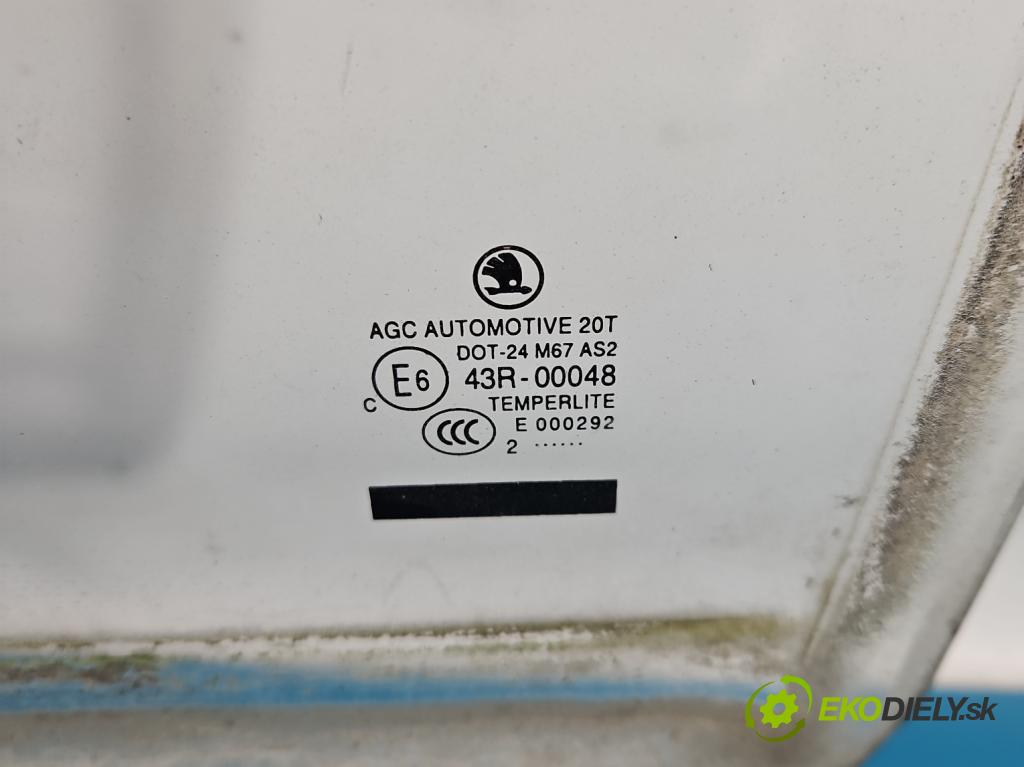 AGC AUTOMOTIVE 20T
DOT-24 M67 AS2
E6 43R-00048
C
TEMPERLITE
CCC
E 000292
2 ......
EKODIELY.sk